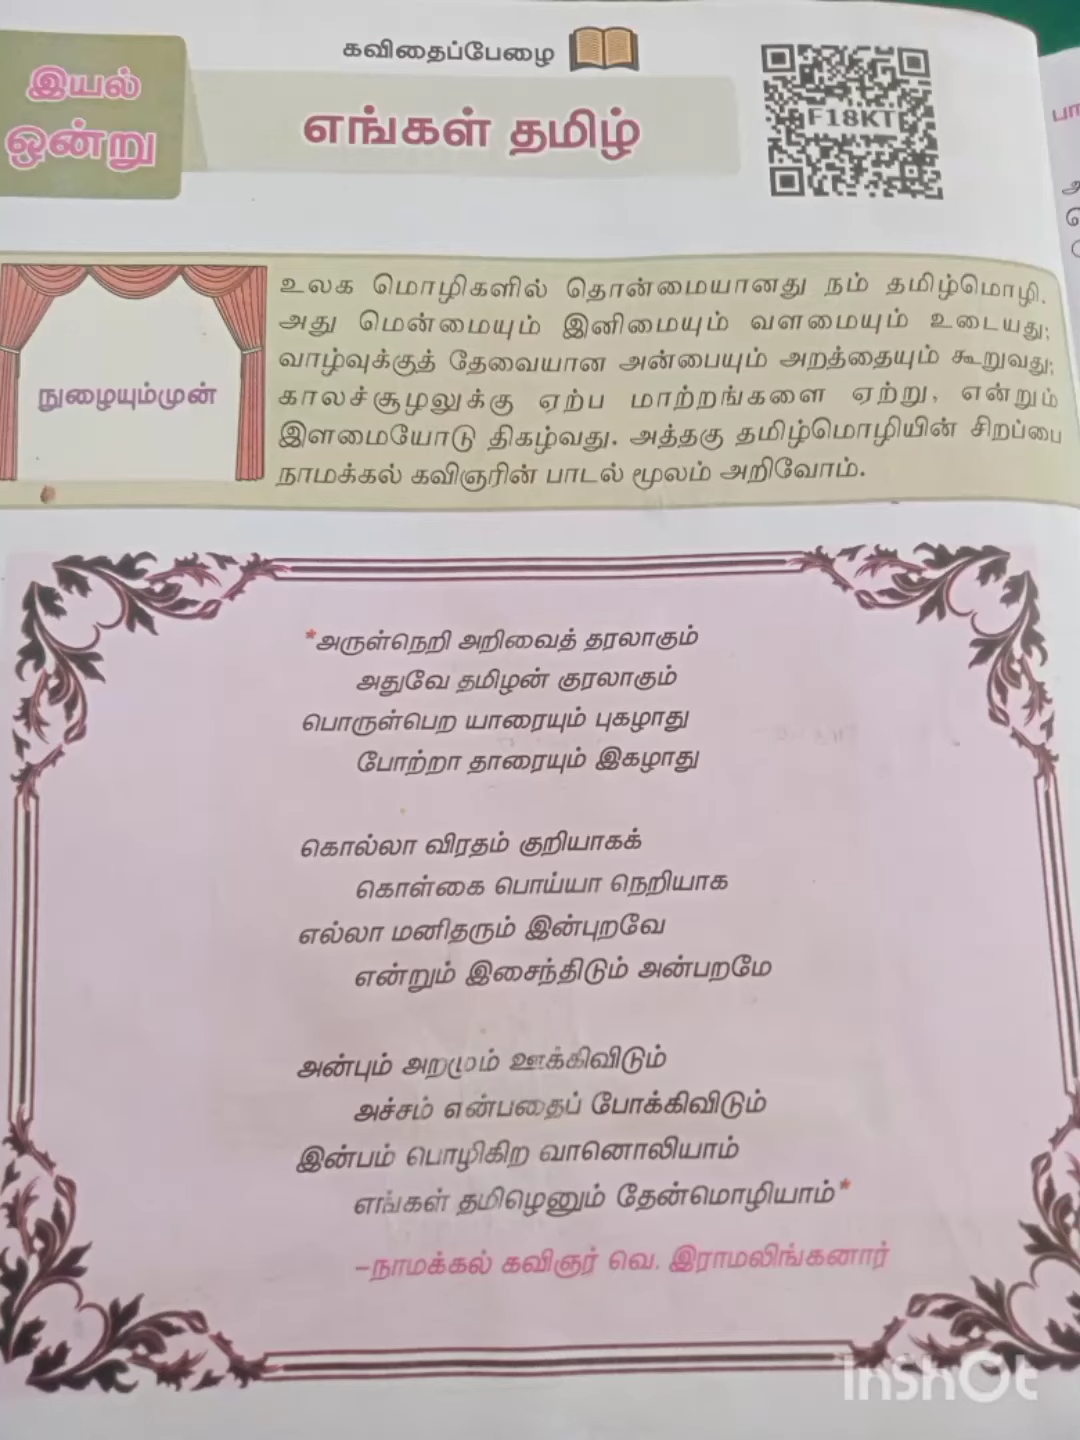 கவிதைப்பேழை
இயல்
ஒன்று
எங்கள் தமிழ்
F18KT
நுழையும்முன்
உலக மொழிகளில் தொன்மையானது நம் தமிழ்மொழி.
அது மென்மையும் இனிமையும் வளமையும் உடையது;
வாழ்வுக்குத் தேவையான அன்பையும் அறத்தையும் கூறுவது;
காலச்சூழலுக்கு ஏற்ப மாற்றங்களை ஏற்று, என்றும்
இளமையோடு திகழ்வது. அத்தகு தமிழ்மொழியின் சிறப்பை
நாமக்கல் கவிஞரின் பாடல் மூலம் அறிவோம்.
*அருள்நெறி அறிவைத் தரலாகும்
அதுவே தமிழன் குரலாகும்
பொருள்பெற யாரையும் புகழாது
போற்றா தாரையும் இகழாது
கொல்லா விரதம் குறியாகக்
கொள்கை பொய்யா நெறியாக
எல்லா மனிதரும் இன்புறவே
என்றும் இசைந்திடும் அன்பறமே
அன்பும் அறமும் ஊக்கிவிடும்
அச்சம் என்பதைப் போக்கிவிடும்
இன்பம் பொழிகிற வானொலியாம்
எங்கள் தமிழெனும் தேன்மொழியாம்*
–நாமக்கல் கவிஞர் வெ. இராமலிங்கனார்
InShOt